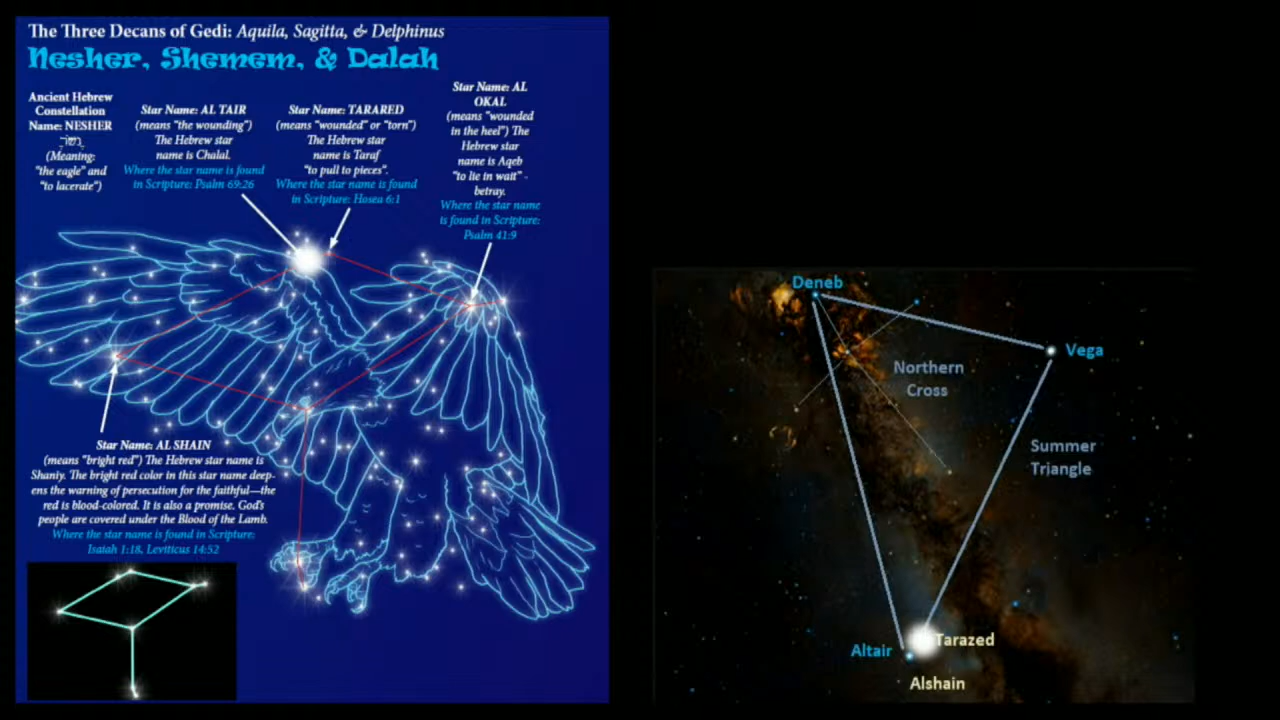 The Three Decans of Gedi: Aquila, Sagitta, & Delphinus
Nesher, Shemem, & Dalah
Ancient Hebrew
Constellation
Name: NESHER
(Meaning:
"the eagle" and
"to lacerate")
Star Name: AL TAIR
(means "the wounding")
The Hebrew star
name is Chalal.
Where the star name is found
in Scripture: Psalm 69:26
Star Name: TARARED
(means "wounded" or "torn")
The Hebrew star
name is Taraf
"to pull to pieces".
Where the star name is found
in Scripture: Hosea 6:1
Star Name: AL
OKAL
(means "wounded
in the heel") The
Hebrew star
name is Aqeb
"to lie in wait" -
betray.
Where the star name
is found in Scripture:
Psalm 41:9
Star Name: AL SHAIN
(means "bright red") The Hebrew star name is
Shaniy. The bright red color in this star name deep-
ens the warning of persecution for the faithful—the
red is blood-colored. It is also a promise. God's
people are covered under the Blood of the Lamb.
Where the star name is found in Scripture:
Isaiah 1:18, Leviticus 14:52
Deneb
Vega
Northern
Cross
Summer
Triangle
Altair
Tarazed
Alshain